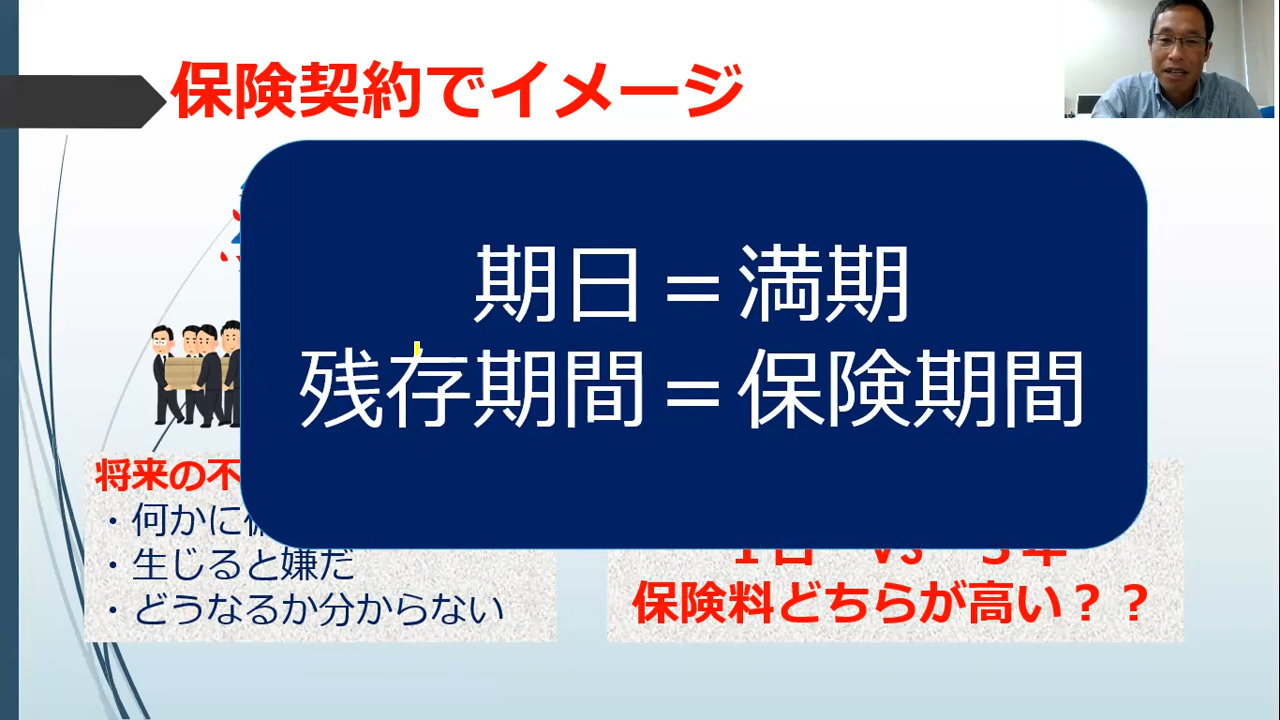 保険契約でイメージ
期日＝満期
残存期間＝保険期間
将来の不
・何かに
・生じると嫌だ
・どうなるか分からない
保険料どちらが高い？？